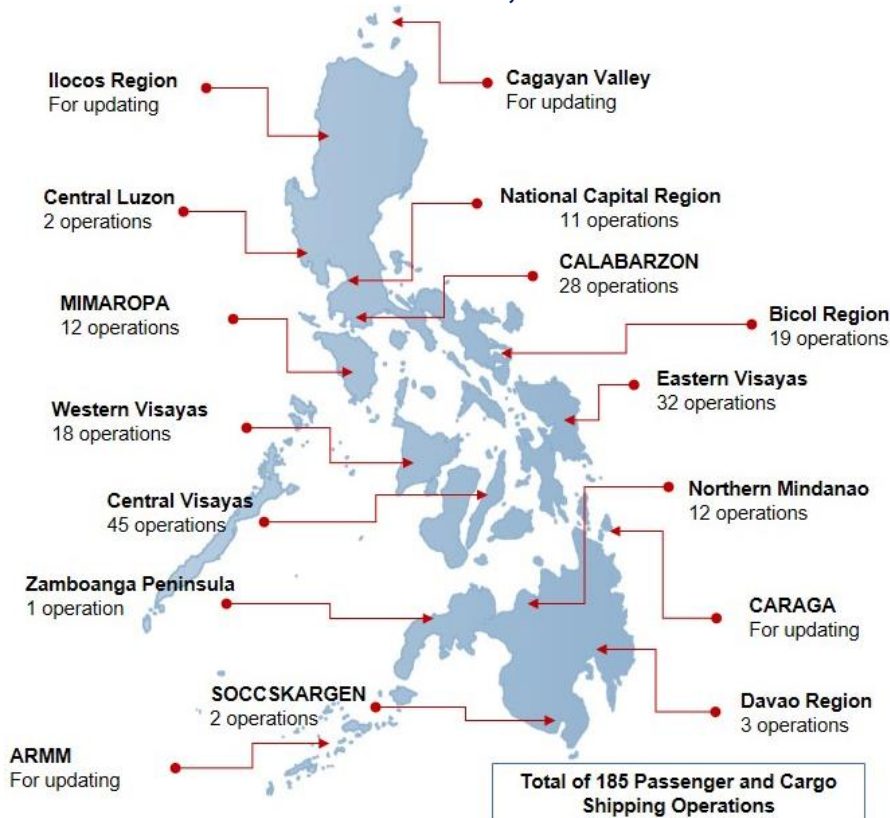 Ilocos Region
For updating
Cagayan Valley
For updating
Central Luzon
2 operations
National Capital Region
11 operations
CALABARZON
28 operations
MIMAROPA
12 operations
Bicol Region
19 operations
Eastern Visayas
32 operations
Western Visayas
18 operations
Northern Mindanao
12 operations
Central Visayas
45 operations
Zamboanga Peninsula
1 operation
CARAGA
For updating
SOCCSKARGEN
2 operations
Davao Region
3 operations
ARMM
For updating
Total of 185 Passenger and Cargo
Shipping Operations